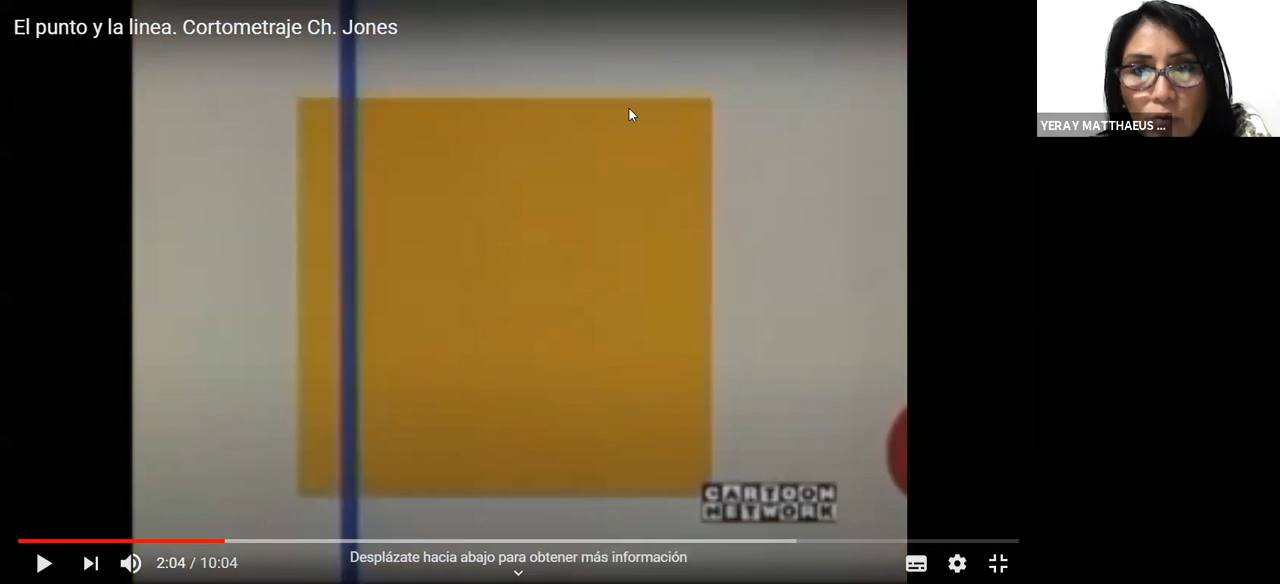 El punto y la linea. Cortometraje Ch. Jones
YERAY MATTHAEUS ...
CARTOON
NETWORK
2:04 / 10:04
Desplázate hacia abajo para obtener más información